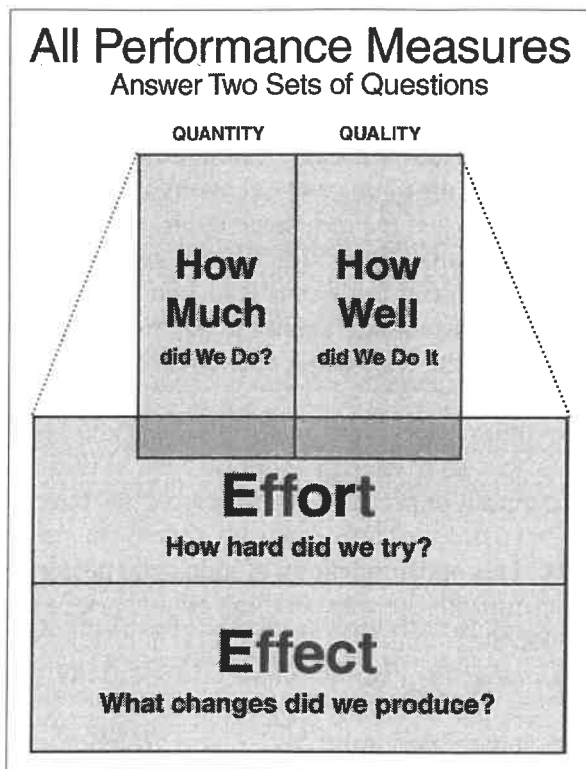 All Performance Measures
Answer Two Sets of Questions
QUANTITY QUALITY
How
Much
did We Do?
How
Well
did We Do It
Effort
How hard did we try?
Effect
What changes did we produce?